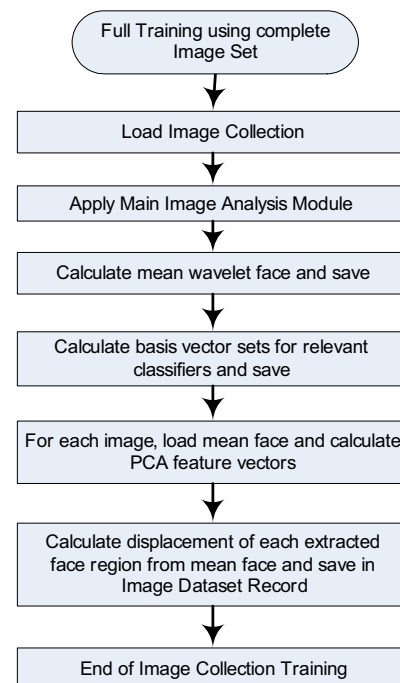 Full Training using complete
Image Set
Load Image Collection
Apply Main Image Analysis Module
Calculate mean wavelet face and save
Calculate basis vector sets for relevant
classifiers and save
For each image, load mean face and calculate
PCA feature vectors
Calculate displacement of each extracted
face region from mean face and save in
Image Dataset Record
End of Image Collection Training